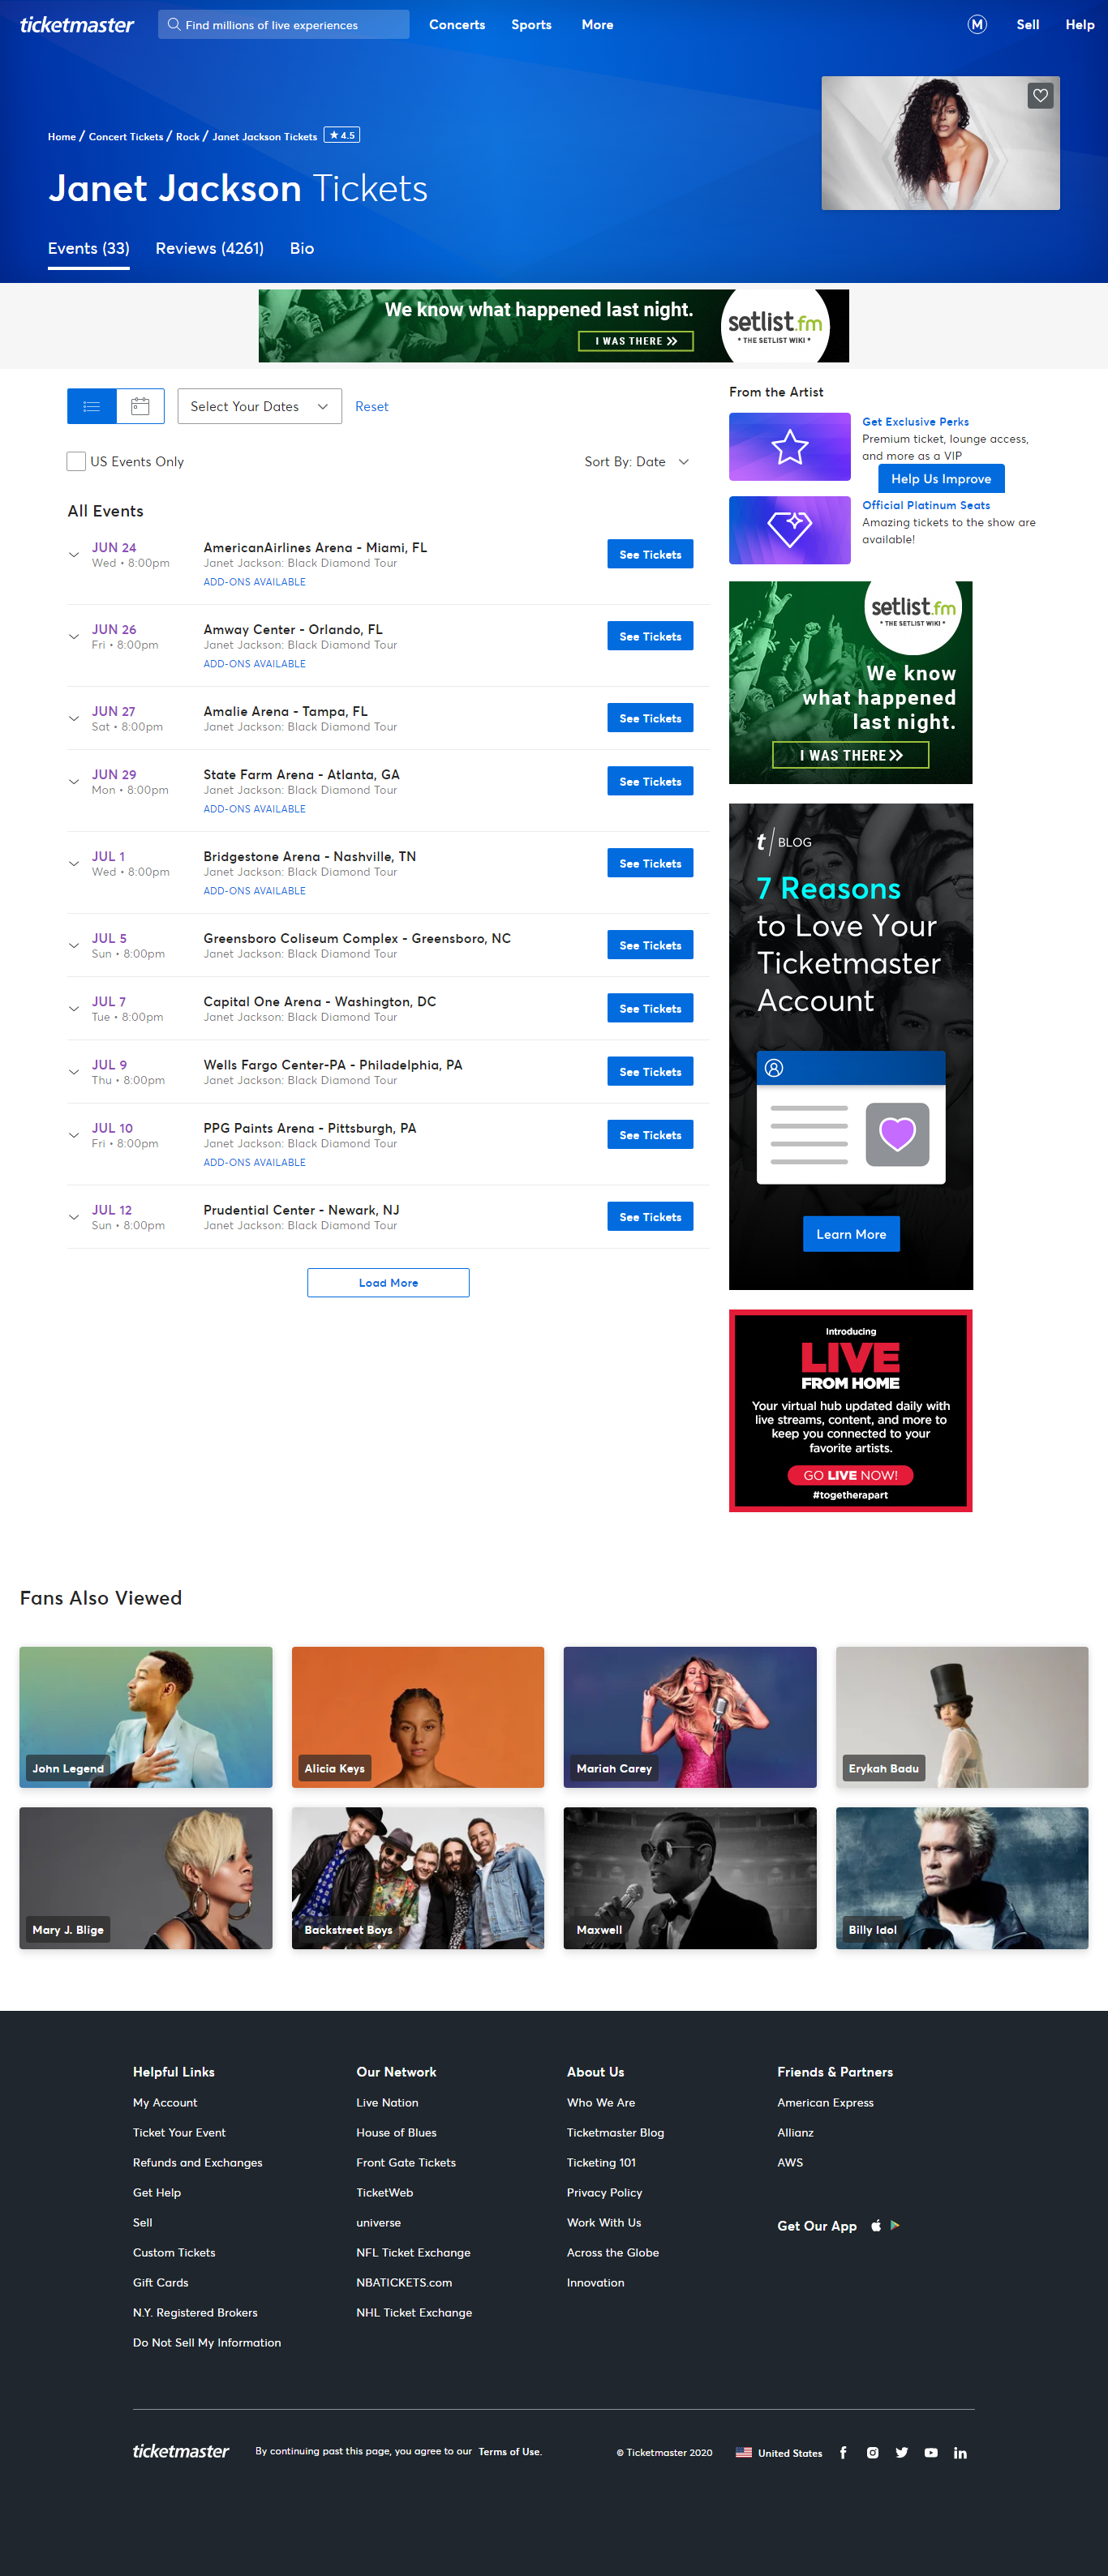 ticketmaster
Find millions of live experiences
Concerts
Sports
More
M
Sell
Help
Home / Concert Tickets / Rock / Janet Jackson Tickets ★ 4.5
Janet Jackson Tickets
Events (33)
Reviews (4261)
Bio
We know what happened last night.
I WAS THERE >>
setlist.fm
* THE SETLIST WIKI *
Select Your Dates
Reset
US Events Only
Sort By: Date
All Events
JUN 24
Wed • 8:00pm
AmericanAirlines Arena - Miami, FL
Janet Jackson: Black Diamond Tour
ADD-ONS AVAILABLE
See Tickets
JUN 26
Fri • 8:00pm
Amway Center - Orlando, FL
Janet Jackson: Black Diamond Tour
ADD-ONS AVAILABLE
See Tickets
JUN 27
Sat • 8:00pm
Amalie Arena - Tampa, FL
Janet Jackson: Black Diamond Tour
See Tickets
JUN 29
Mon • 8:00pm
State Farm Arena - Atlanta, GA
Janet Jackson: Black Diamond Tour
ADD-ONS AVAILABLE
See Tickets
JUL 1
Wed • 8:00pm
Bridgestone Arena - Nashville, TN
Janet Jackson: Black Diamond Tour
ADD-ONS AVAILABLE
See Tickets
JUL 5
Sun • 8:00pm
Greensboro Coliseum Complex - Greensboro, NC
Janet Jackson: Black Diamond Tour
See Tickets
JUL 7
Tue • 8:00pm
Capital One Arena - Washington, DC
Janet Jackson: Black Diamond Tour
See Tickets
JUL 9
Thu • 8:00pm
Wells Fargo Center-PA - Philadelphia, PA
Janet Jackson: Black Diamond Tour
See Tickets
JUL 10
Fri • 8:00pm
PPG Paints Arena - Pittsburgh, PA
Janet Jackson: Black Diamond Tour
ADD-ONS AVAILABLE
See Tickets
JUL 12
Sun • 8:00pm
Prudential Center - Newark, NJ
Janet Jackson: Black Diamond Tour
See Tickets
Load More
From the Artist
Get Exclusive Perks
Premium ticket, lounge access,
and more as a VIP
Help Us Improve
Official Platinum Seats
Amazing tickets to the show are
available!
setlist.fm
* THE SETLIST WIKI *
We know
what happened
last night.
I WAS THERE >>
t / BLOG
7 Reasons
to Love Your
Ticketmaster
Account
Learn More
Introducing
LIVE
FROM HOME
Your virtual hub updated daily with
live streams, content, and more to
keep you connected to your
favorite artists.
GO LIVE NOW!
#togetherapart
Fans Also Viewed
John Legend
Alicia Keys
Mariah Carey
Erykah Badu
Mary J. Blige
Backstreet Boys
Maxwell
Billy Idol
Helpful Links
My Account
Ticket Your Event
Refunds and Exchanges
Get Help
Sell
Custom Tickets
Gift Cards
N.Y. Registered Brokers
Do Not Sell My Information
Our Network
Live Nation
House of Blues
Front Gate Tickets
TicketWeb
universe
NFL Ticket Exchange
NBATICKETS.com
NHL Ticket Exchange
About Us
Who We Are
Ticketmaster Blog
Ticketing 101
Privacy Policy
Work With Us
Across the Globe
Innovation
Friends & Partners
American Express
Allianz
AWS
Get Our App
ticketmaster
By continuing past this page, you agree to our Terms of Use.
© Ticketmaster 2020
United States